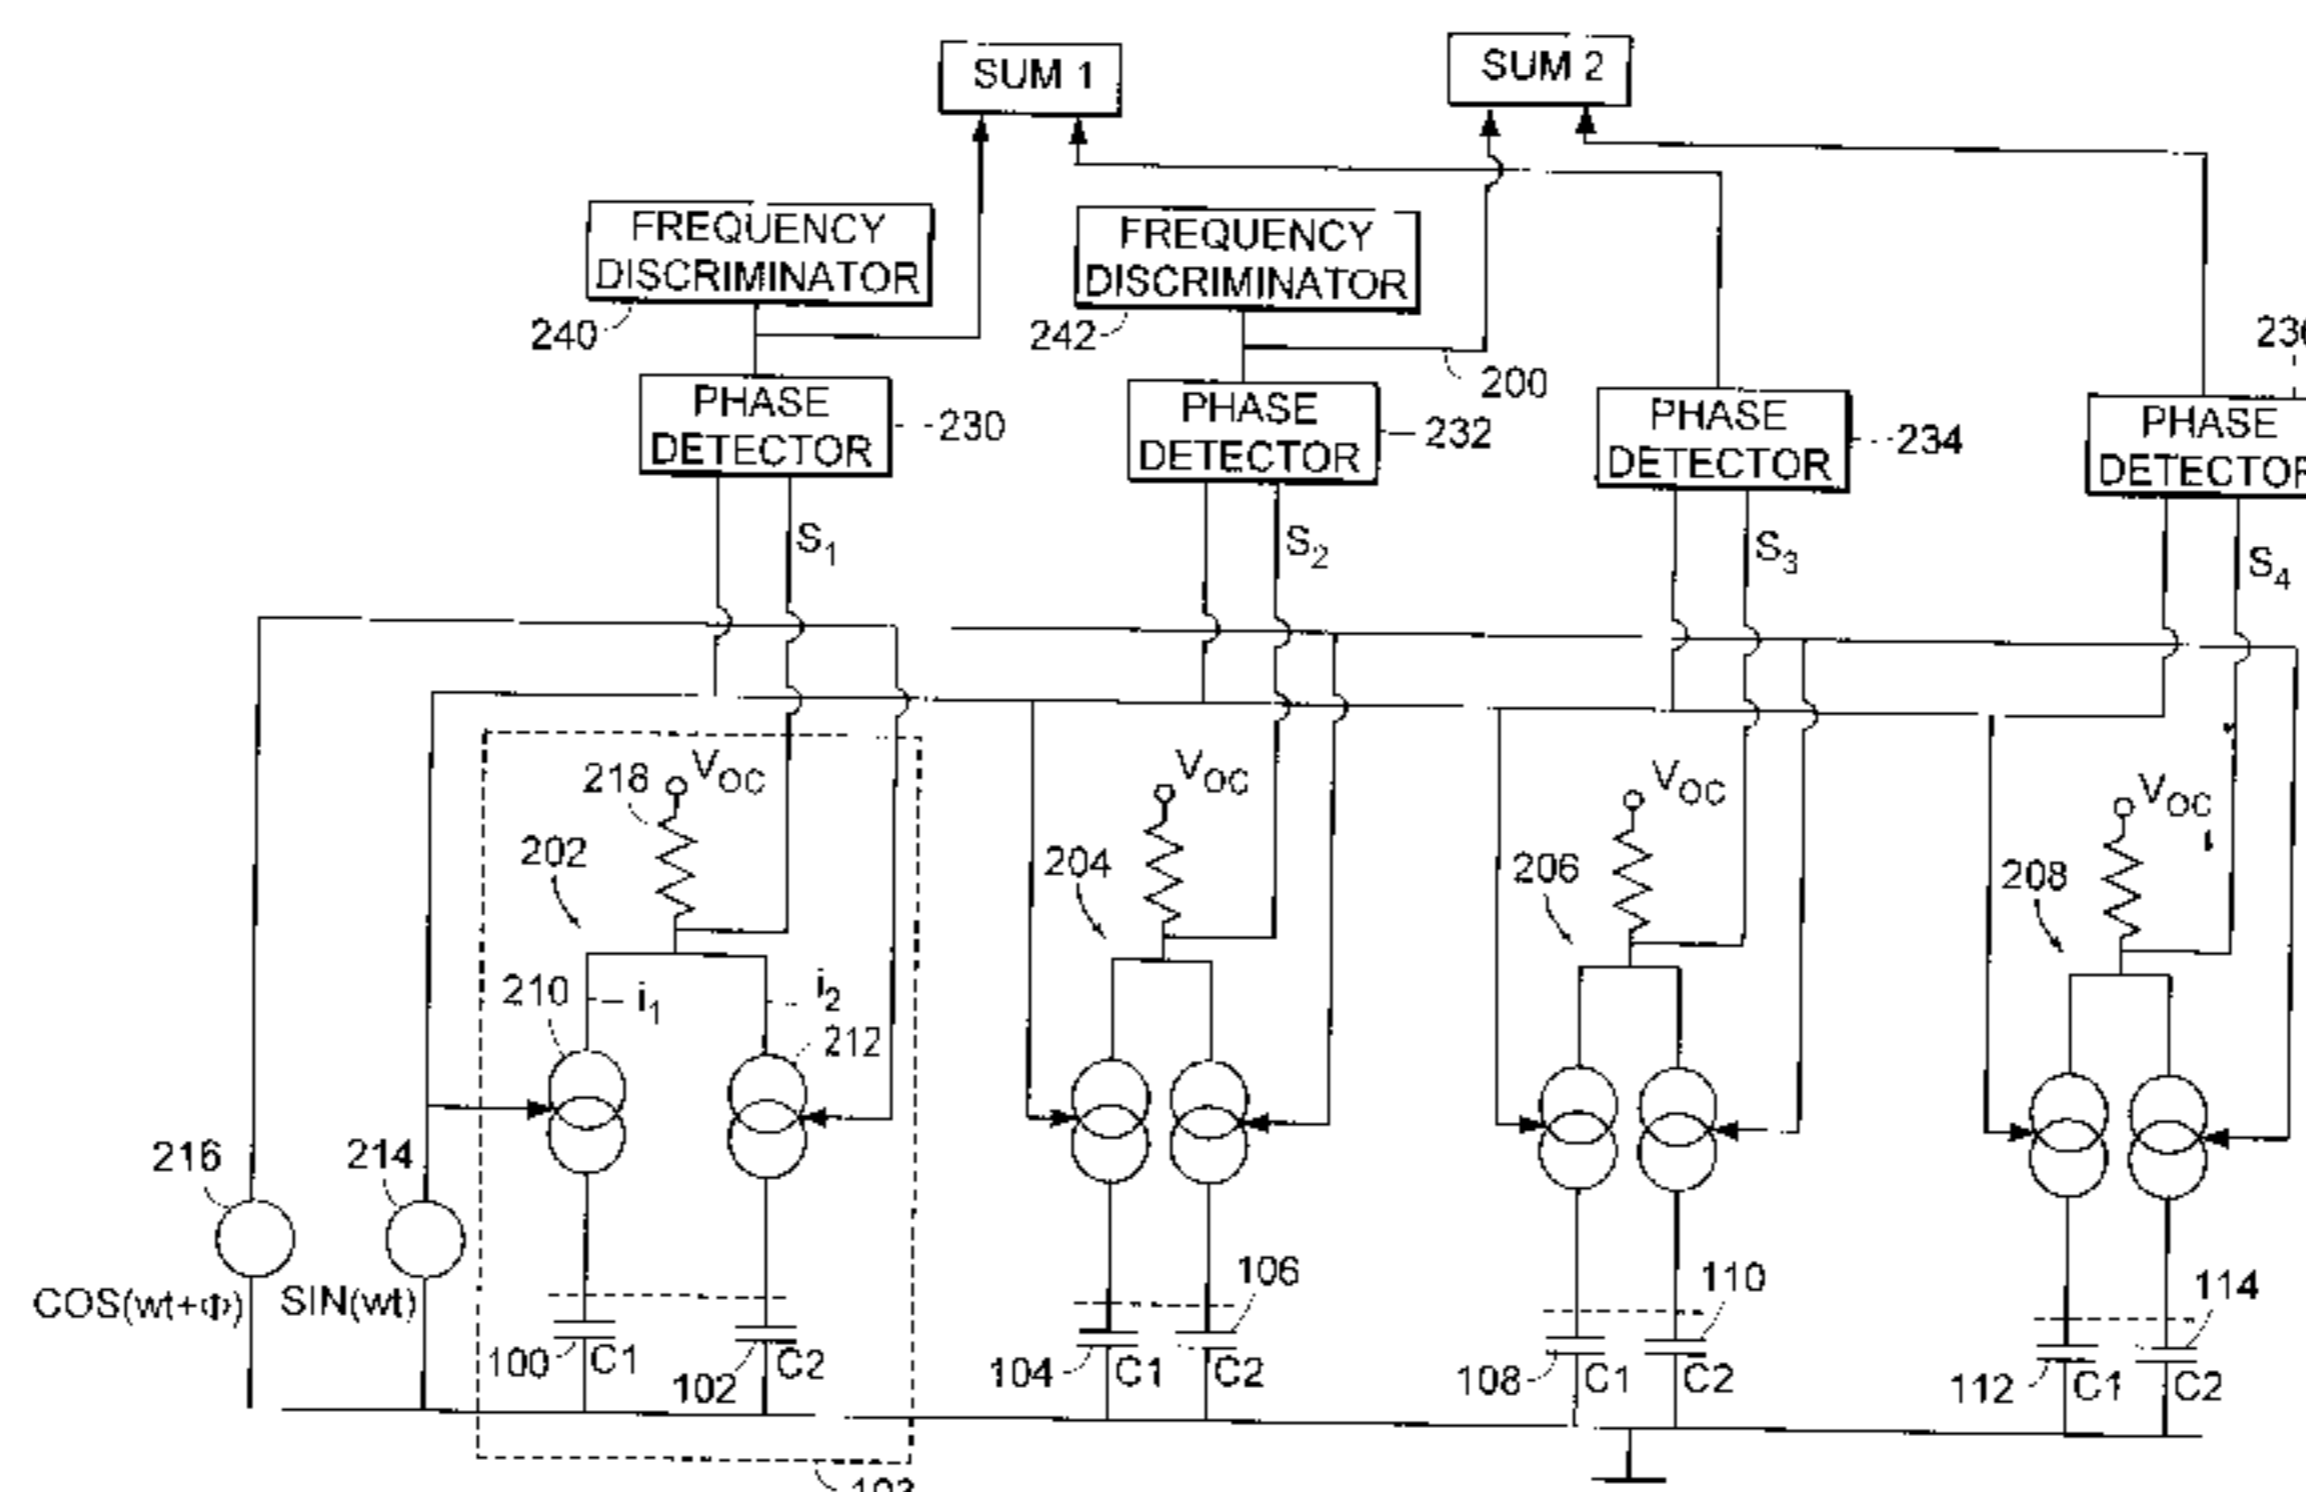 SUM 1
SUM 2
FREQUENCY
DISCRIMINATOR
240
FREQUENCY
DISCRIMINATOR
242
200
PHASE
DETECTOR
230
PHASE
DETECTOR
232
PHASE
DETECTOR
234
PHASE
DETECTOR
S1
S2
S3
S4
218
VOC
VOC
VOC
VOC
202
204
206
208
210
i1
i2
212
216
214
COS(wt+Φ)
SIN(wt)
100
C1
102
C2
104
C1
106
C2
108
C1
110
C2
112
C1
114
C2